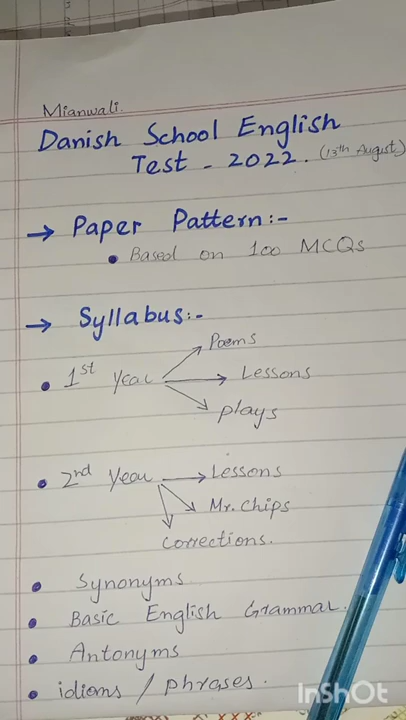 Mianwali.
Danish School English
Test - 2022. (13th August)
→ Paper Pattern:-
• Based on 100 MCQs
→ Syllabus:-
Poems
• 1st Year → Lessons
plays
• 2nd Year → Lessons
Mr. Chips
Corrections.
• Synonyms
• Basic English Grammar.
• Antonyms
• idioms / phrases.
InShOt